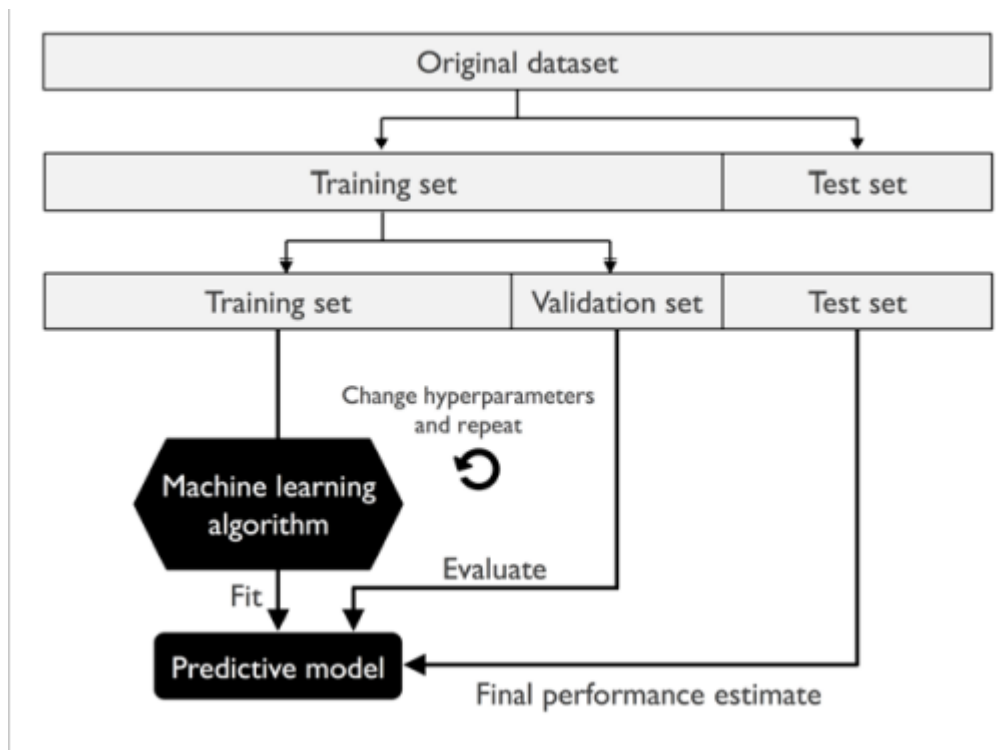 Original dataset
Training set
Test set
Training set
Validation set
Test set
Change hyperparameters
and repeat
Machine learning
algorithm
Evaluate
Fit
Predictive model
Final performance estimate